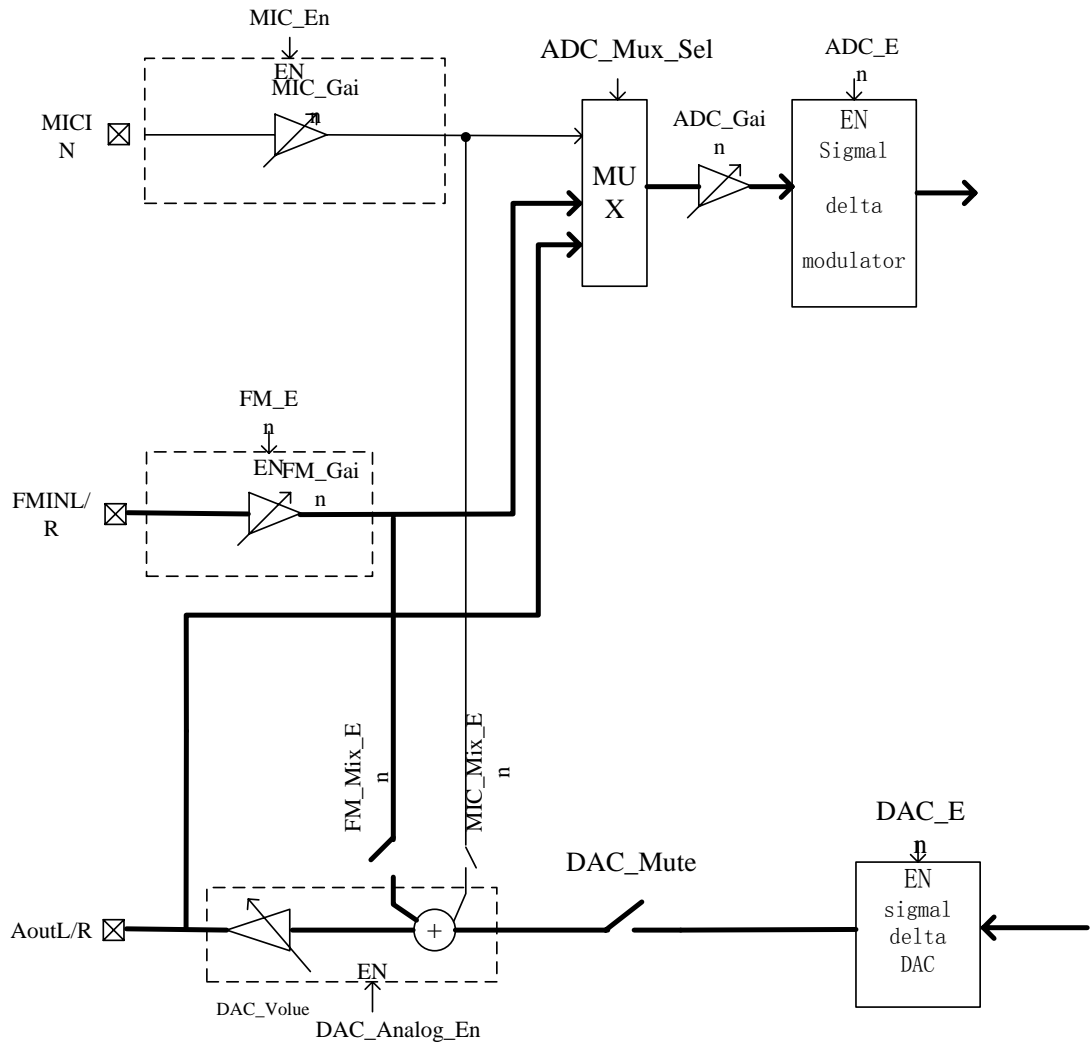 MIC_En
EN
MIC_Gai
n
MICI
N
ADC_Mux_Sel
MU
X
ADC_Gai
n
ADC_E
n
EN
Sigmal
delta
modulator
FM_E
n
EN
FM_Gai
n
FMINL/
R
FM_Mix_E
n
MIC_Mix_E
n
DAC_Mute
DAC_E
n
EN
sigmal
delta
DAC
AoutL/R
+
EN
DAC_Volue
DAC_Analog_En